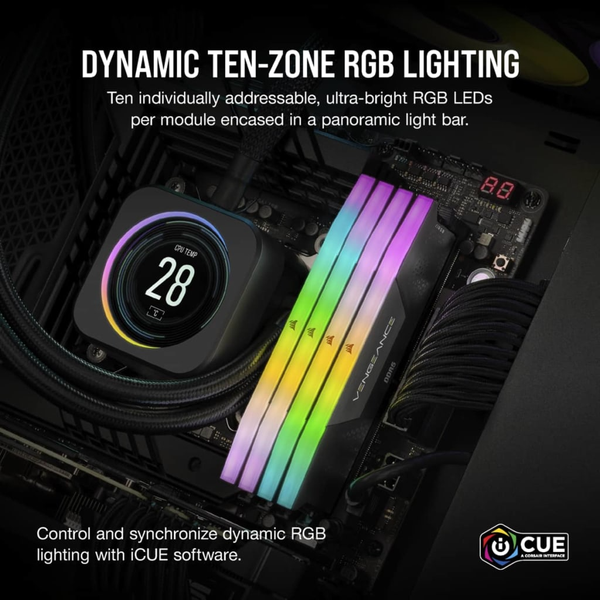 DYNAMIC TEN-ZONE RGB LIGHTING
Ten individually addressable, ultra-bright RGB LEDs
per module encased in a panoramic light bar.
CPU TEMP
28
°C
VENGEANCE
DDR5
Control and synchronize dynamic RGB
lighting with iCUE software.
iCUE
A CORSAIR INTERFACE